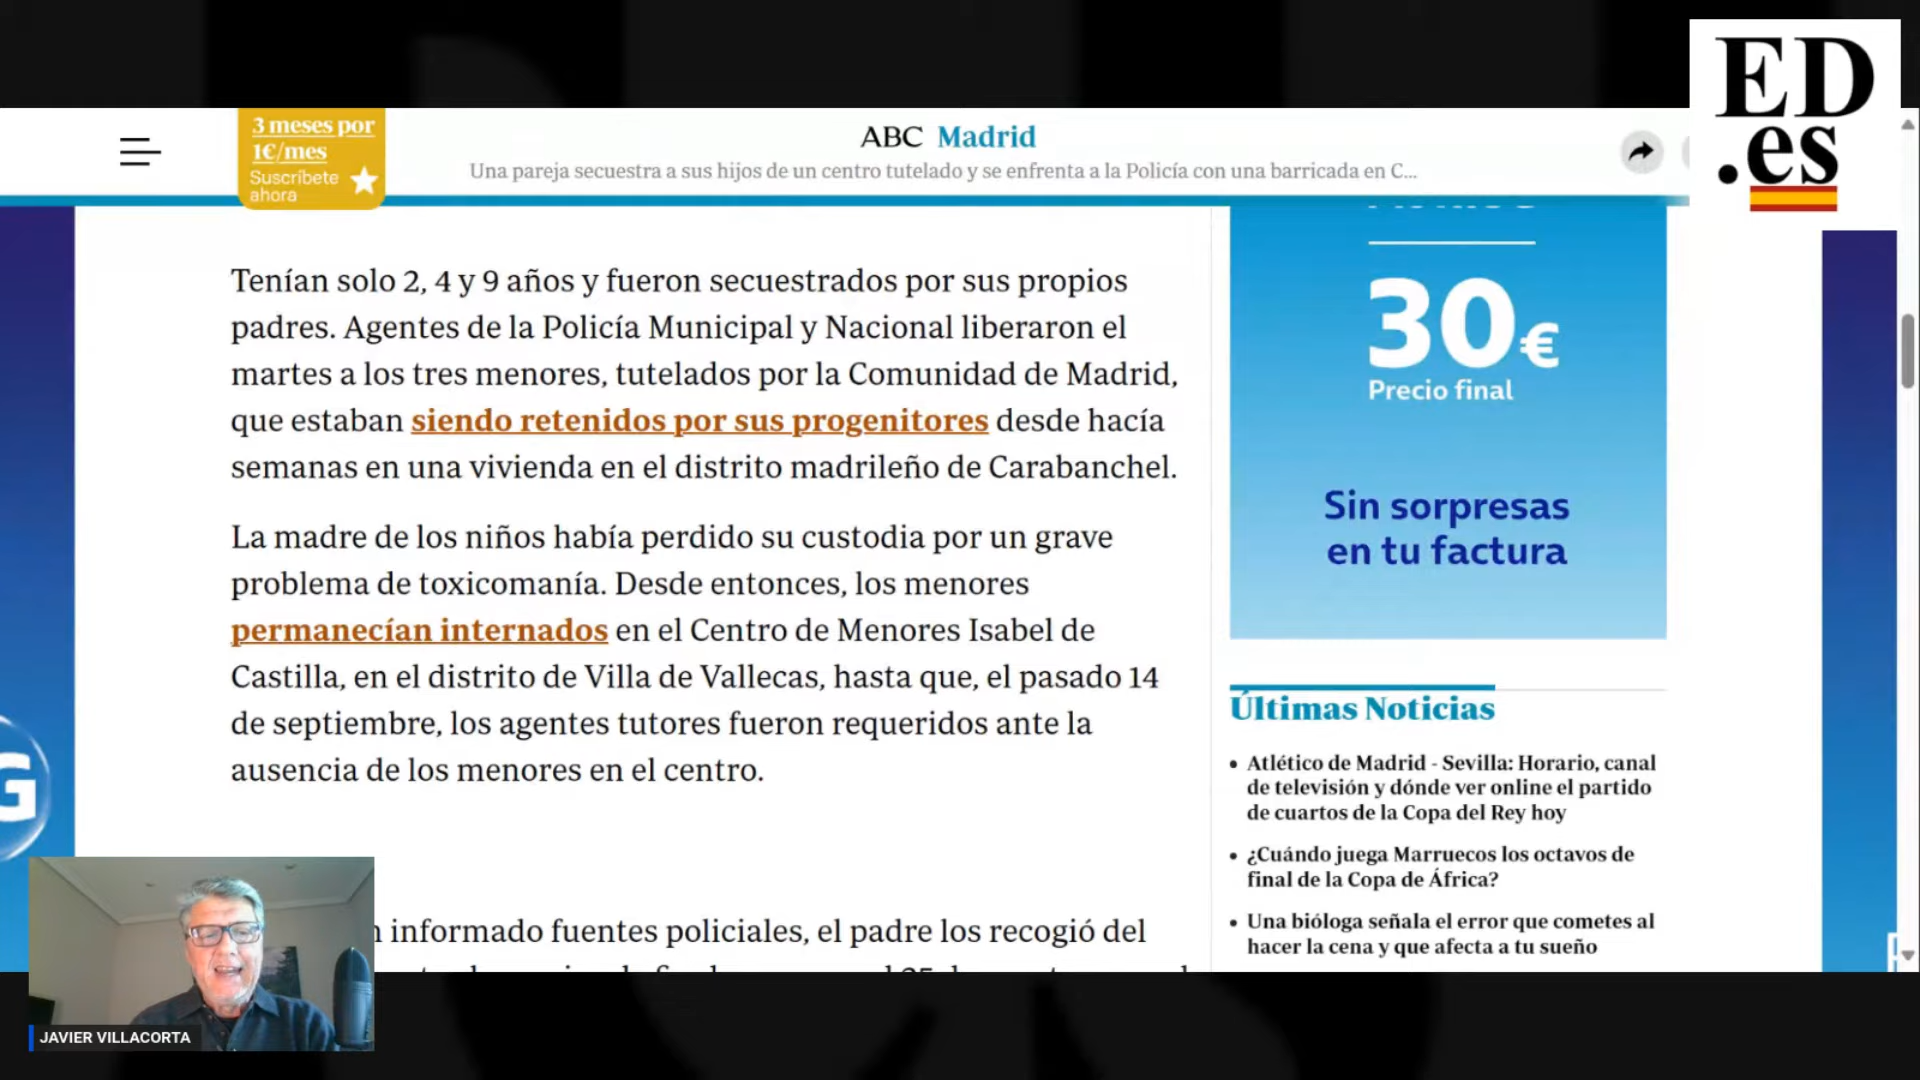 ED
.es
3 meses por
1€/mes
Suscríbete
ahora
ABC Madrid
Una pareja secuestra a sus hijos de un centro tutelado y se enfrenta a la Policía con una barricada en C...
Tenían solo 2, 4 y 9 años y fueron secuestrados por sus propios
padres. Agentes de la Policía Municipal y Nacional liberaron el
martes a los tres menores, tutelados por la Comunidad de Madrid,
que estaban siendo retenidos por sus progenitores desde hacía
semanas en una vivienda en el distrito madrileño de Carabanchel.
La madre de los niños había perdido su custodia por un grave
problema de toxicomanía. Desde entonces, los menores
permanecían internados en el Centro de Menores Isabel de
Castilla, en el distrito de Villa de Vallecas, hasta que, el pasado 14
de septiembre, los agentes tutores fueron requeridos ante la
ausencia de los menores en el centro.
informado fuentes policiales, el padre los recogió del
30€
Precio final
Sin sorpresas
en tu factura
Últimas Noticias
• Atlético de Madrid - Sevilla: Horario, canal
de televisión y dónde ver online el partido
de cuartos de la Copa del Rey hoy
• ¿Cuándo juega Marruecos los octavos de
final de la Copa de África?
• Una bióloga señala el error que cometes al
hacer la cena y que afecta a tu sueño
G
JAVIER VILLACORTA